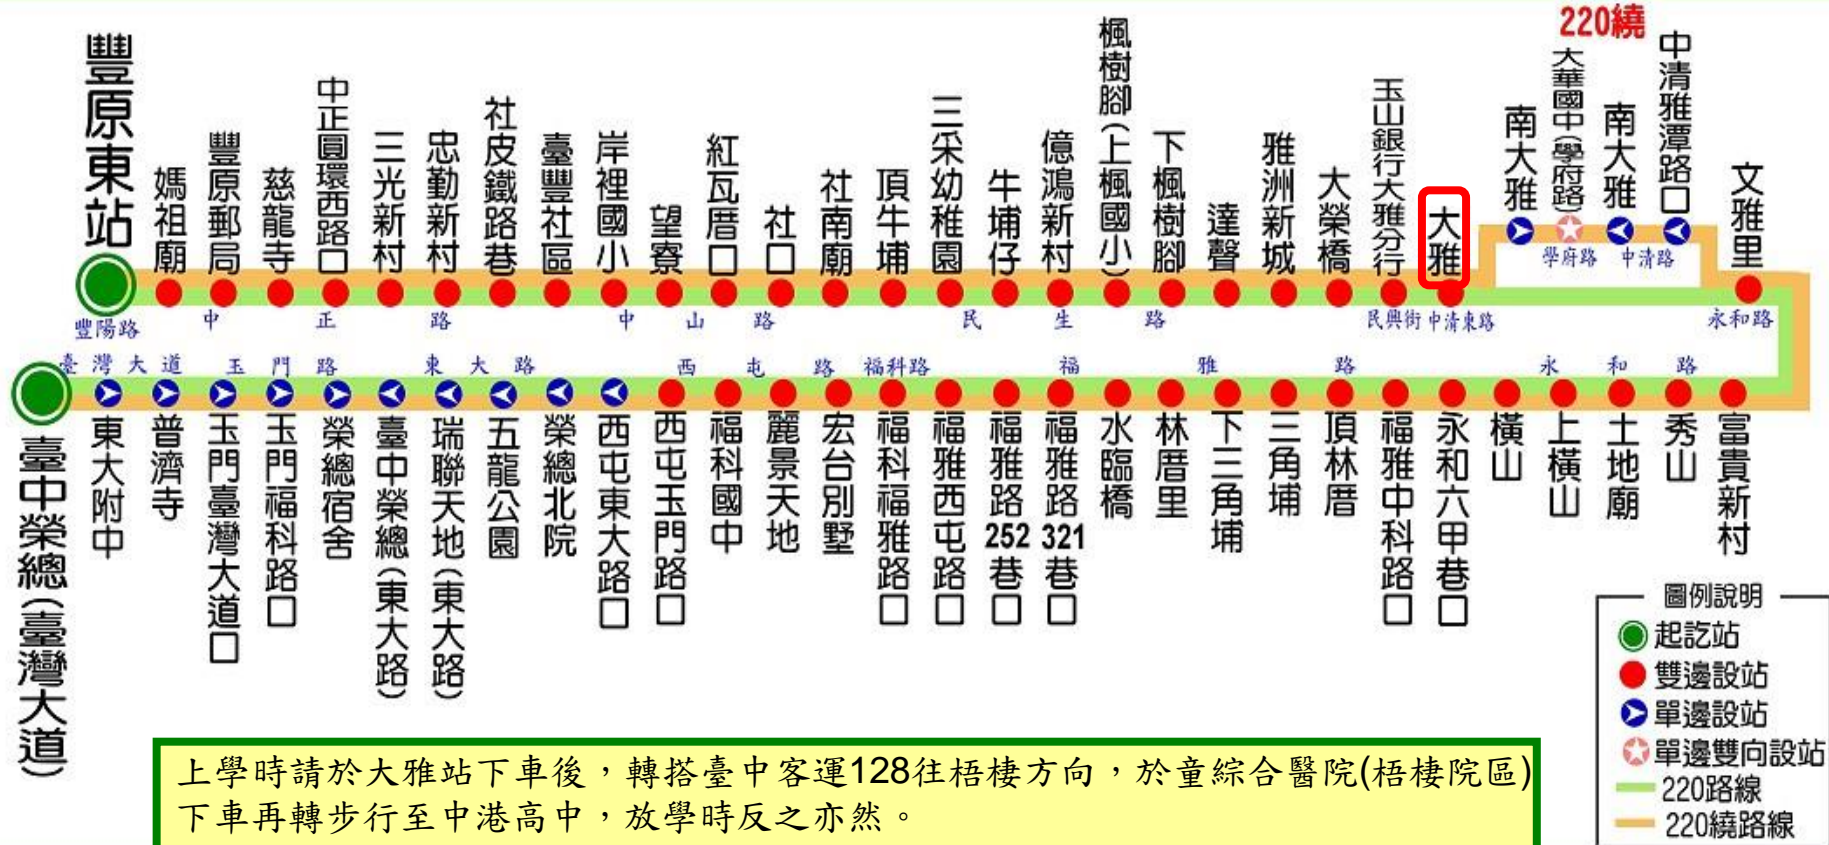 220繞
豐原東站
媽祖廟
豐原郵局
慈龍寺
中正圓環西路口
三光新村
忠勤新村
社皮鐵路巷
臺豐社區
岸裡國小
望寮
紅瓦厝口
社口
社南廟
頂牛埔
三采幼稚園
牛埔仔
億鴻新村
楓樹腳(上楓國小)
下楓樹腳
達聲
雅洲新城
大榮橋
玉山銀行大雅分行
大雅
南大雅
大華國中(學府路)
南大雅
中清雅潭路口
文雅里
學府路 中清路
豐陽路 中正路 中山路 民生路 民興街 中清東路 永和路
臺灣大道 玉門路 東大路 西屯路 福科路 福雅路 永和路
臺中榮總(臺灣大道)
東大附中
普濟寺
玉門臺灣大道口
玉門福科路口
榮總宿舍
臺中榮總(東大路)
瑞聯天地(東大路)
五龍公園
榮總北院
西屯東大路口
西屯玉門路口
福科國中
麗景天地
宏台別墅
福科福雅路口
福雅西屯路口
福雅路252巷口
福雅路321巷口
水臨橋
林厝里
下三角埔
三角埔
頂林厝
福雅中科路口
永和六甲巷口
橫山
上橫山
土地廟
秀山
富貴新村
圖例說明
起訖站
雙邊設站
單邊設站
單邊雙向設站
220路線
220繞路線
上學時請於大雅站下車後，轉搭臺中客運128往梧棲方向，於童綜合醫院(梧棲院區)
下車再轉步行至中港高中，放學時反之亦然。